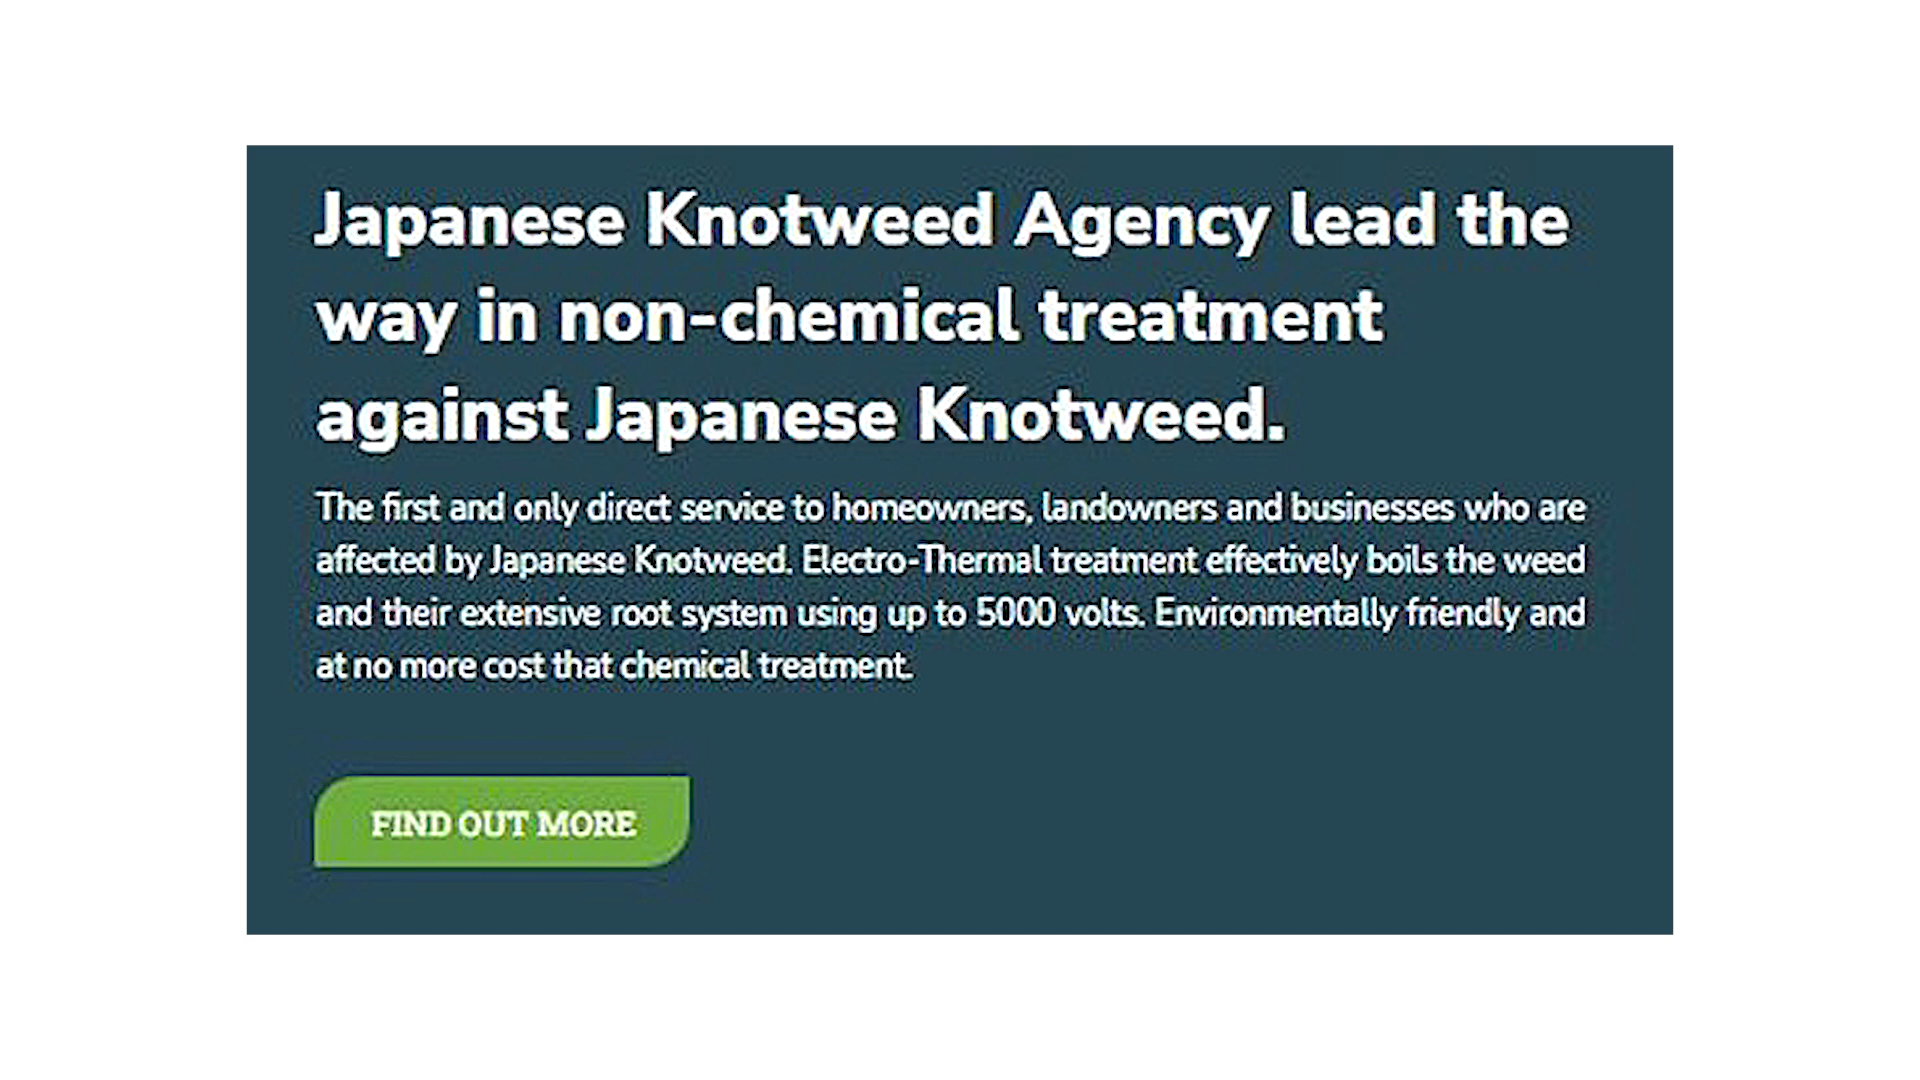 Japanese Knotweed Agency lead the
way in non-chemical treatment
against Japanese Knotweed.
The first and only direct service to homeowners, landowners and businesses who are
affected by Japanese Knotweed. Electro-Thermal treatment effectively boils the weed
and their extensive root system using up to 5000 volts. Environmentally friendly and
at no more cost that chemical treatment.
FIND OUT MORE